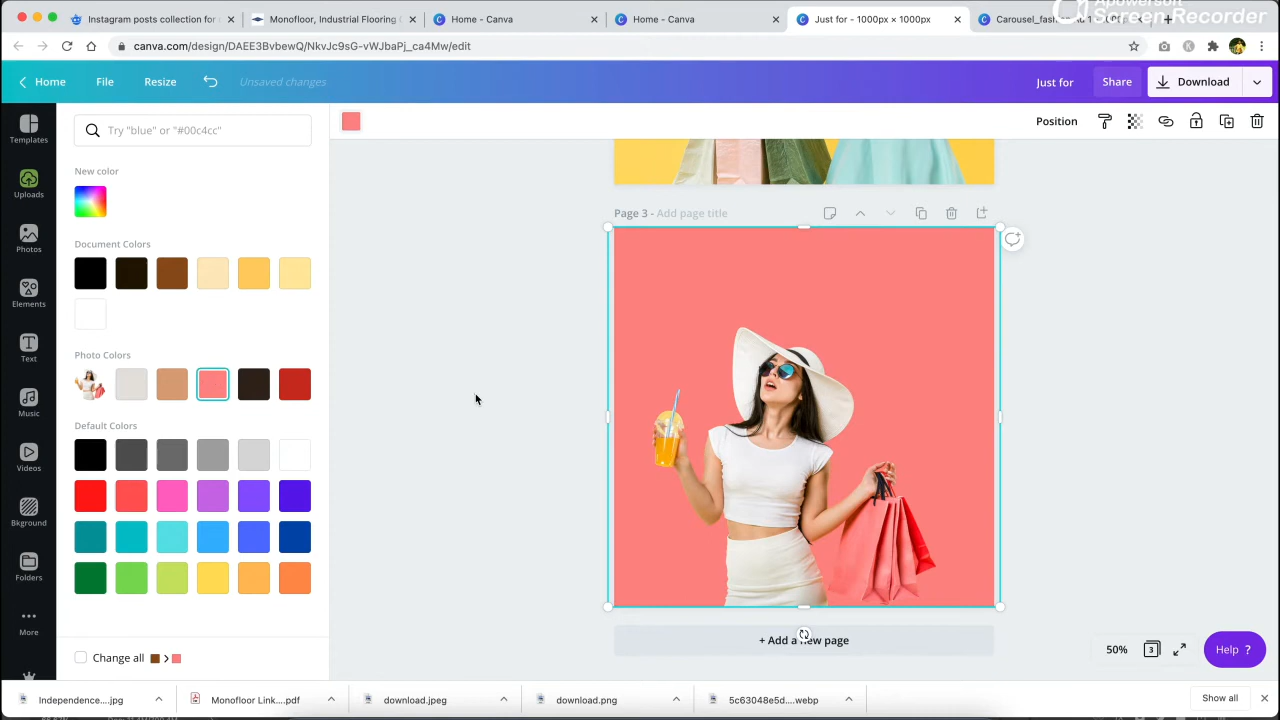 Apowersoft
Screen Recorder
Instagram posts collection for
Monofloor, Industrial Flooring
Home - Canva
Home - Canva
Just for - 1000px × 1000px
Carousel_fash
canva.com/design/DAEE3BvbewQ/NkvJc9sG-vWJbaPj_ca4Mw/edit
Home
File
Resize
Unsaved changes
Just for
Share
Download
Templates
Uploads
Photos
Elements
Text
Music
Videos
Bkground
Folders
More
Try "blue" or "#00c4cc"
New color
Document Colors
Photo Colors
Default Colors
Change all
Position
Page 3 - Add page title
+ Add a new page
50%
3
Help ?
Independence....jpg
Monofloor Link....pdf
download.jpeg
download.png
5c63048e5d....webp
Show all